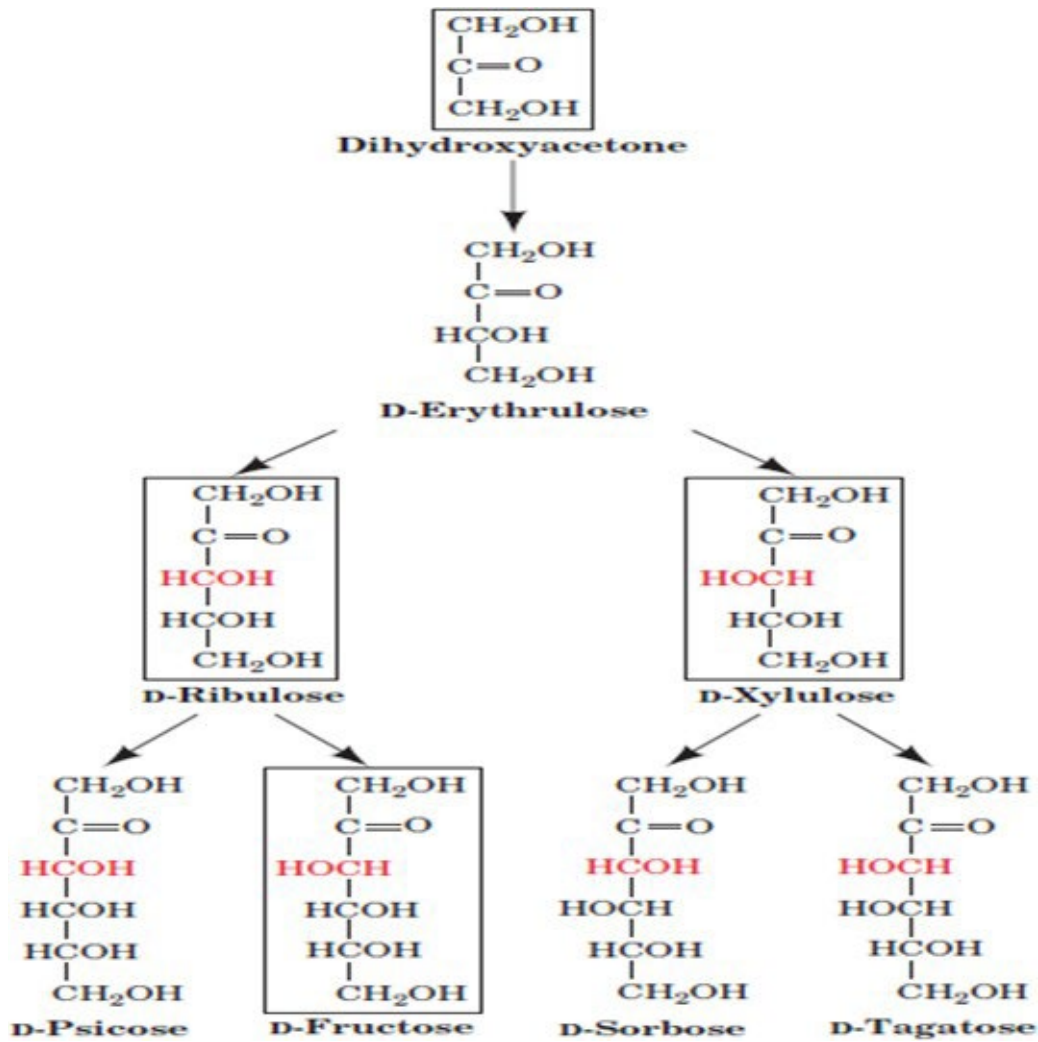 CH₂OH
C=O
CH₂OH
Dihydroxyacetone
CH₂OH
C=O
HCOH
CH₂OH
D-Erythrulose
CH₂OH
C=O
HCOH
HCOH
CH₂OH
D-Ribulose
CH₂OH
C=O
HOCH
HCOH
CH₂OH
D-Xylulose
CH₂OH
C=O
HCOH
HCOH
HCOH
CH₂OH
D-Psicose
CH₂OH
C=O
HOCH
HCOH
HCOH
CH₂OH
D-Fructose
CH₂OH
C=O
HCOH
HOCH
HCOH
CH₂OH
D-Sorbose
CH₂OH
C=O
HOCH
HOCH
HCOH
CH₂OH
D-Tagatose